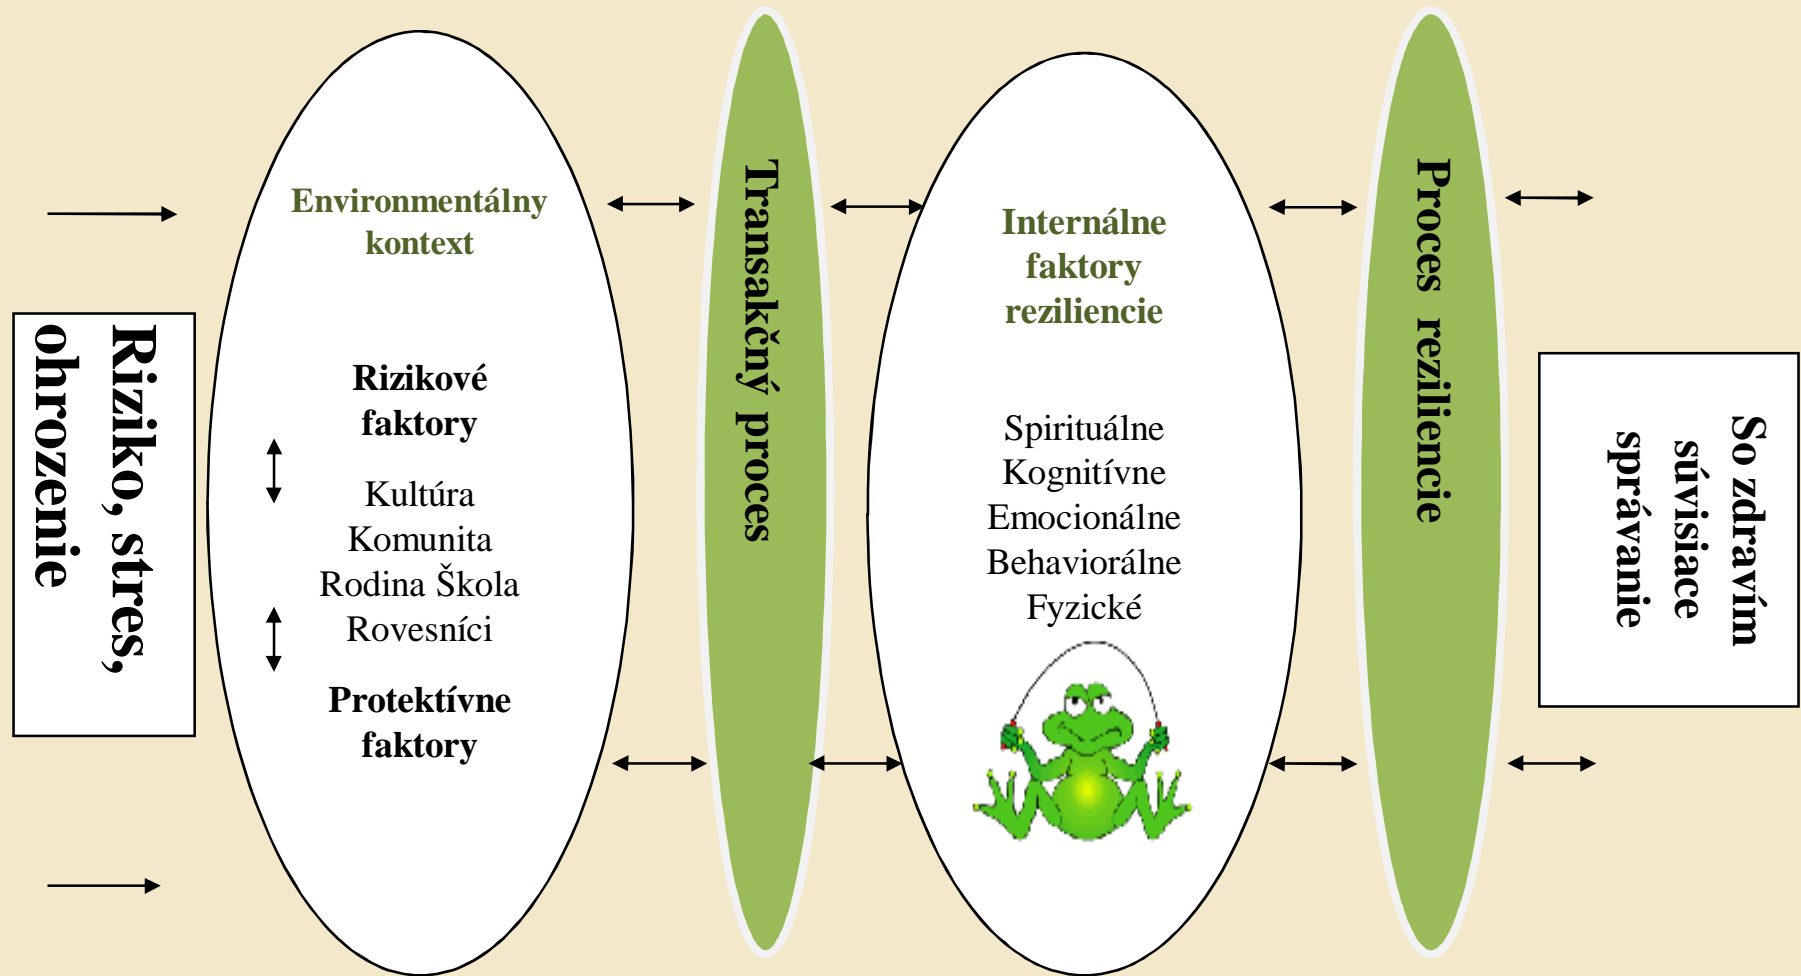 Riziko, stres,
ohrozenie
Environmentálny
kontext
Rizikové
faktory
Kultúra
Komunita
Rodina Škola
Rovesníci
Protektívne
faktory
Transakčný proces
Internálne
faktory
reziliencie
Spirituálne
Kognitívne
Emocionálne
Behaviorálne
Fyzické
Proces reziliencie
So zdravím
súvisiace
správanie